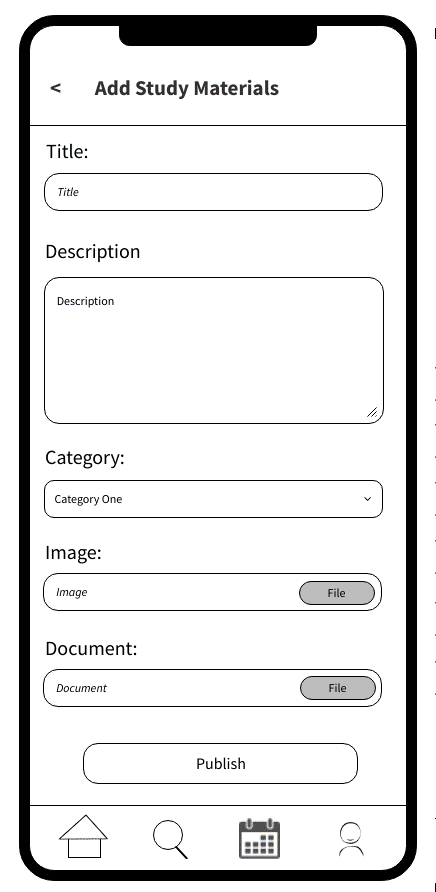 < Add Study Materials
Title:
Title
Description
Description
Category:
Category One
Image:
Image File
Document:
Document File
Publish